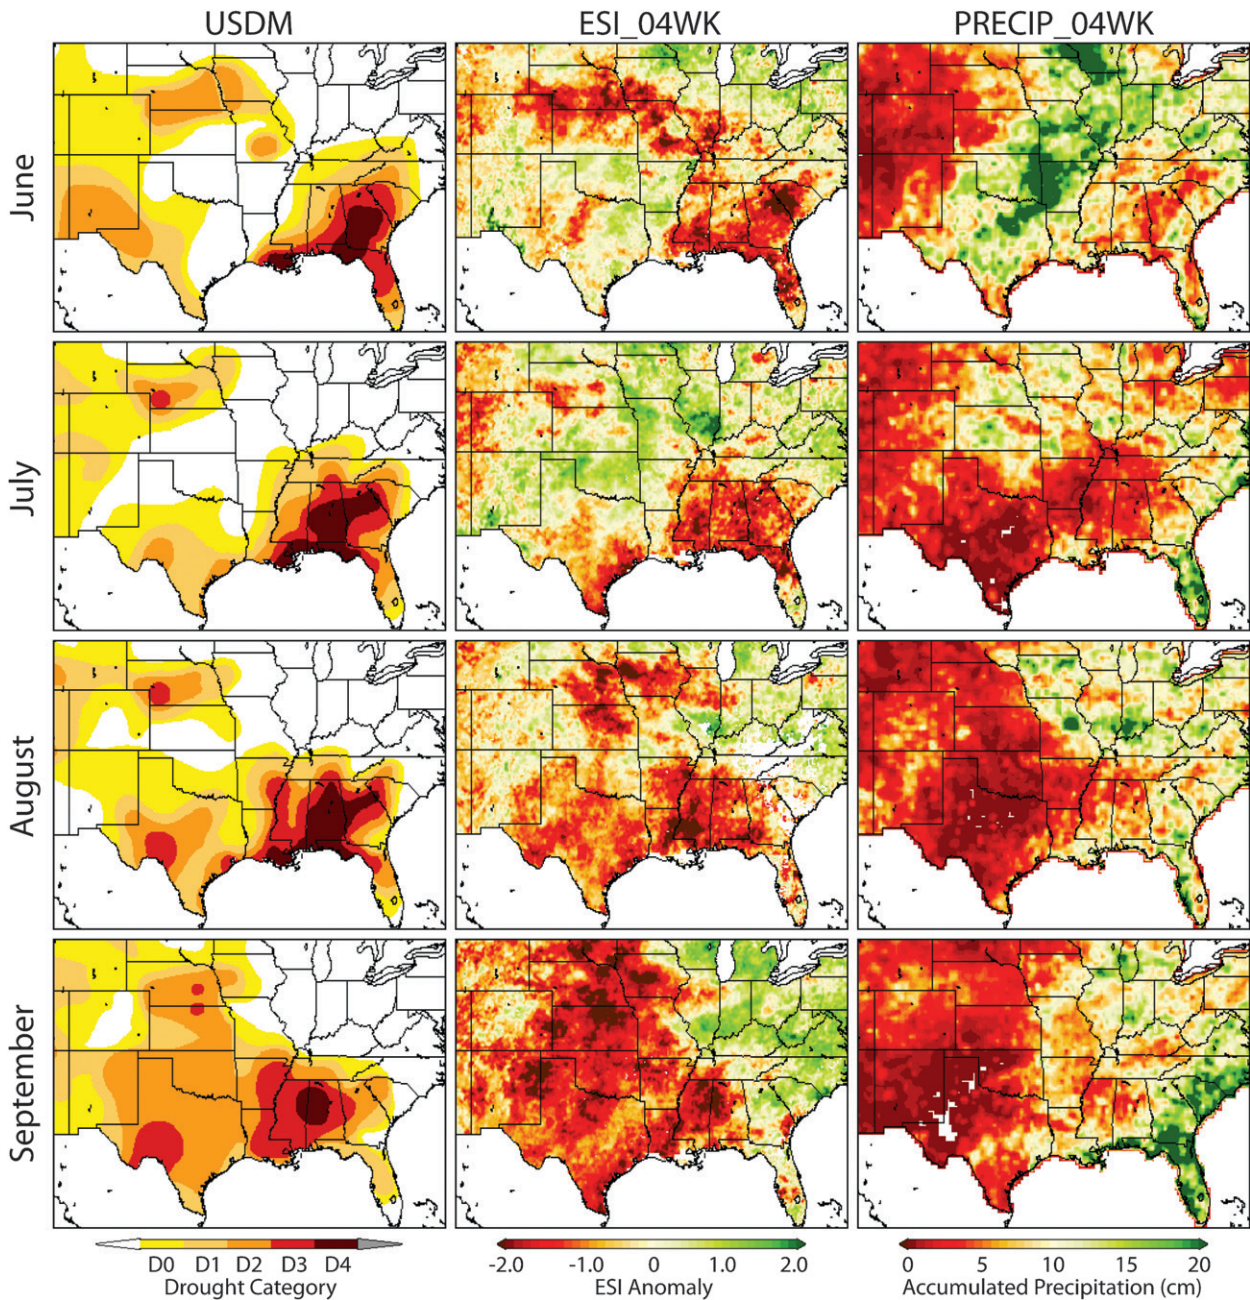 USDM ESI_04WK PRECIP_04WK
June
July
August
September
D0 D1 D2 D3 D4 -2.0 -1.0 0 1.0 2.0 0 5 10 15 20
Drought Category ESI Anomaly Accumulated Precipitation (cm)